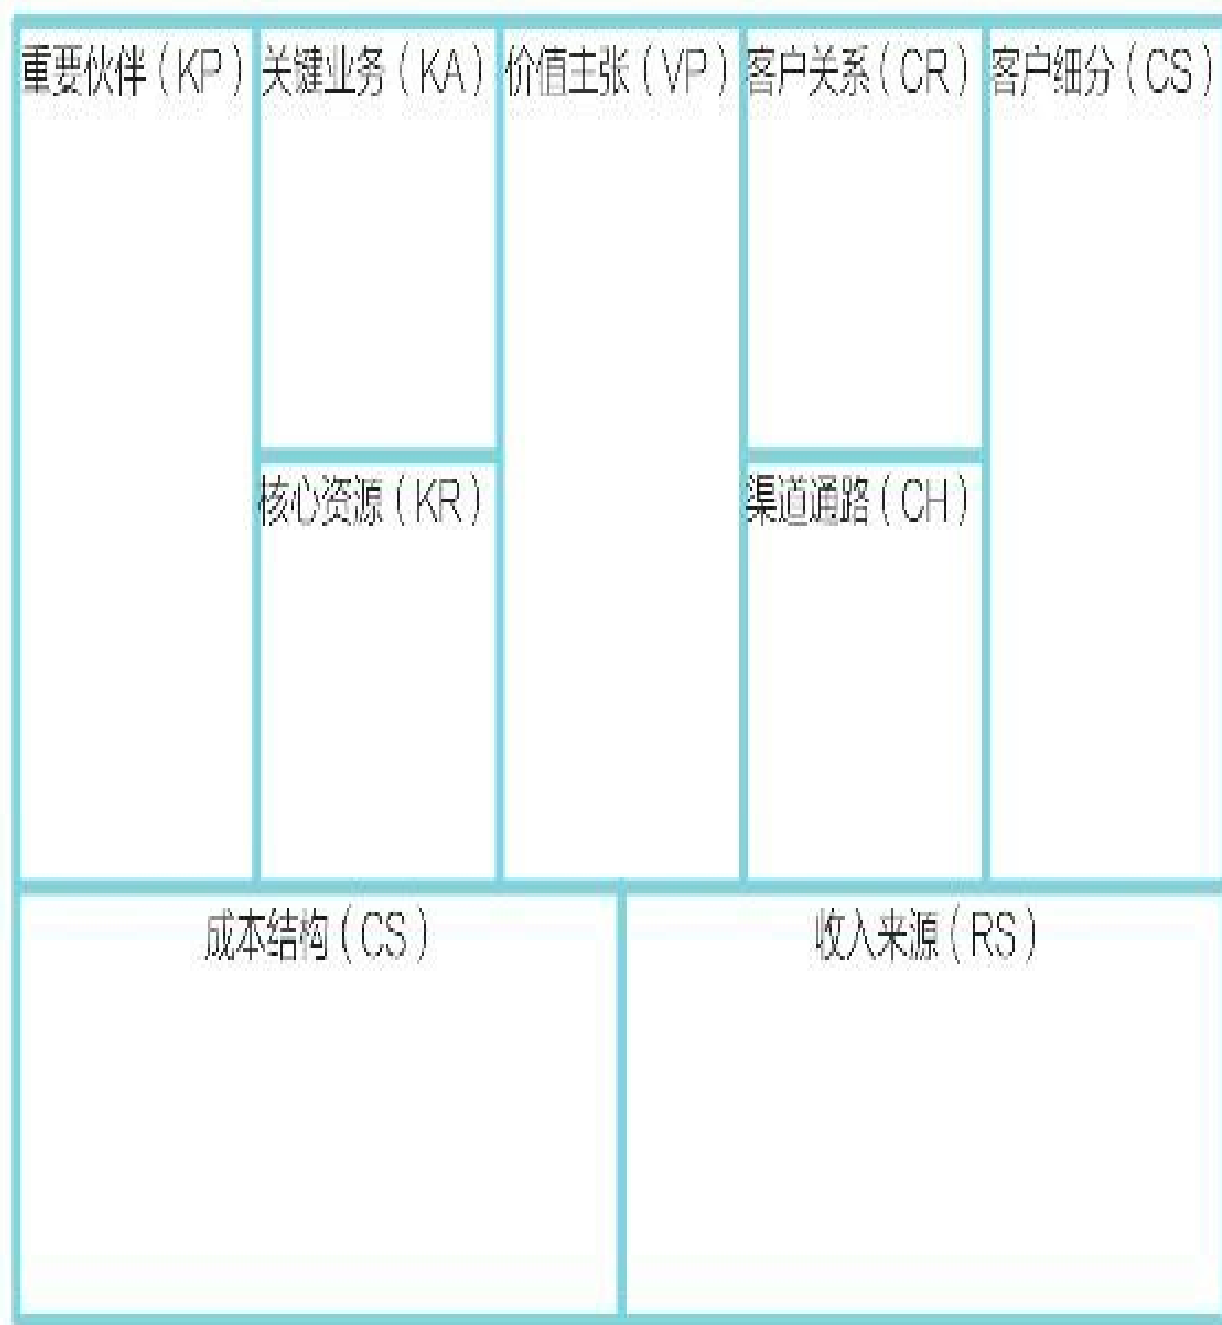 重要伙伴（KP）
关键业务（KA）
价值主张（VP）
客户关系（CR）
客户细分（CS）
核心资源（KR）
渠道通路（CH）
成本结构（CS）
收入来源（RS）